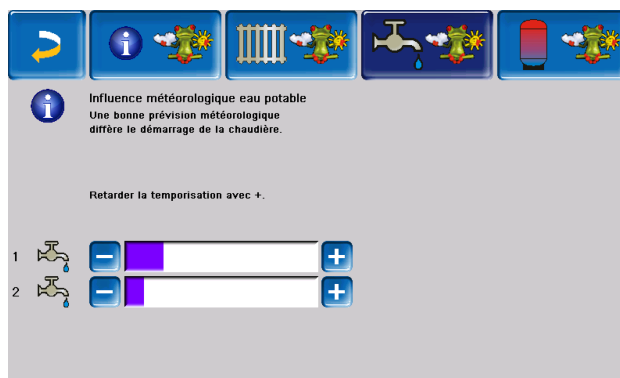 Influence météorologique eau potable
Une bonne prévision météorologique
diffère le démarrage de la chaudière.
Retarder la temporisation avec +.
1
2